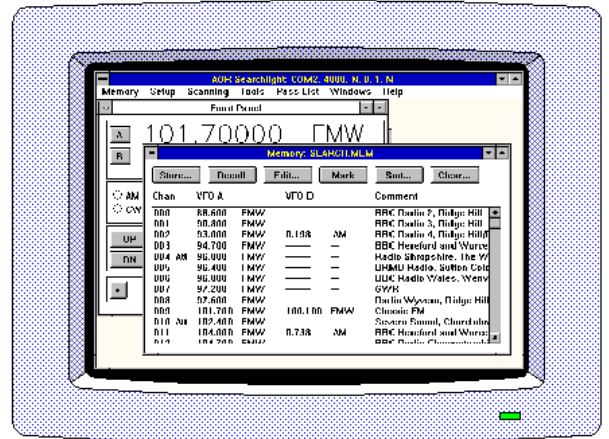 AOR Searchlight: COM2, 4800, N, 8, 1, N
Memory Setup Scanning Tools Pass List Windows Help
Front Panel
A 101.70000 FMW
B
Memory: SEARCH.MEM
Store... Recall Edit... Mark Sort... Clear...
AM
CW
UP
DN
+
Chan VFO A VFO B Comment
000 88.600 FMW BBC Radio 2, Ridge Hill
001 90.800 FMW BBC Radio 3, Ridge Hill
002 93.000 FMW 0.198 AM BBC Radio 4, Ridge Hill/
003 94.700 FMW BBC Hereford and Worce
004 Att 96.000 FMW Radio Shropshire, The W
005 96.400 FMW BRMB Radio, Sutton Cold
006 96.800 FMW BBC Radio Wales, Wenv
007 97.200 FMW GWR
008 97.600 FMW Radio Wyvern, Ridge Hill
009 101.700 FMW 100.100 FMW Classic FM
010 102.400 FMW Severn Sound,
011 104.000 FMW 0.738 AM BBC Hereford and Worce